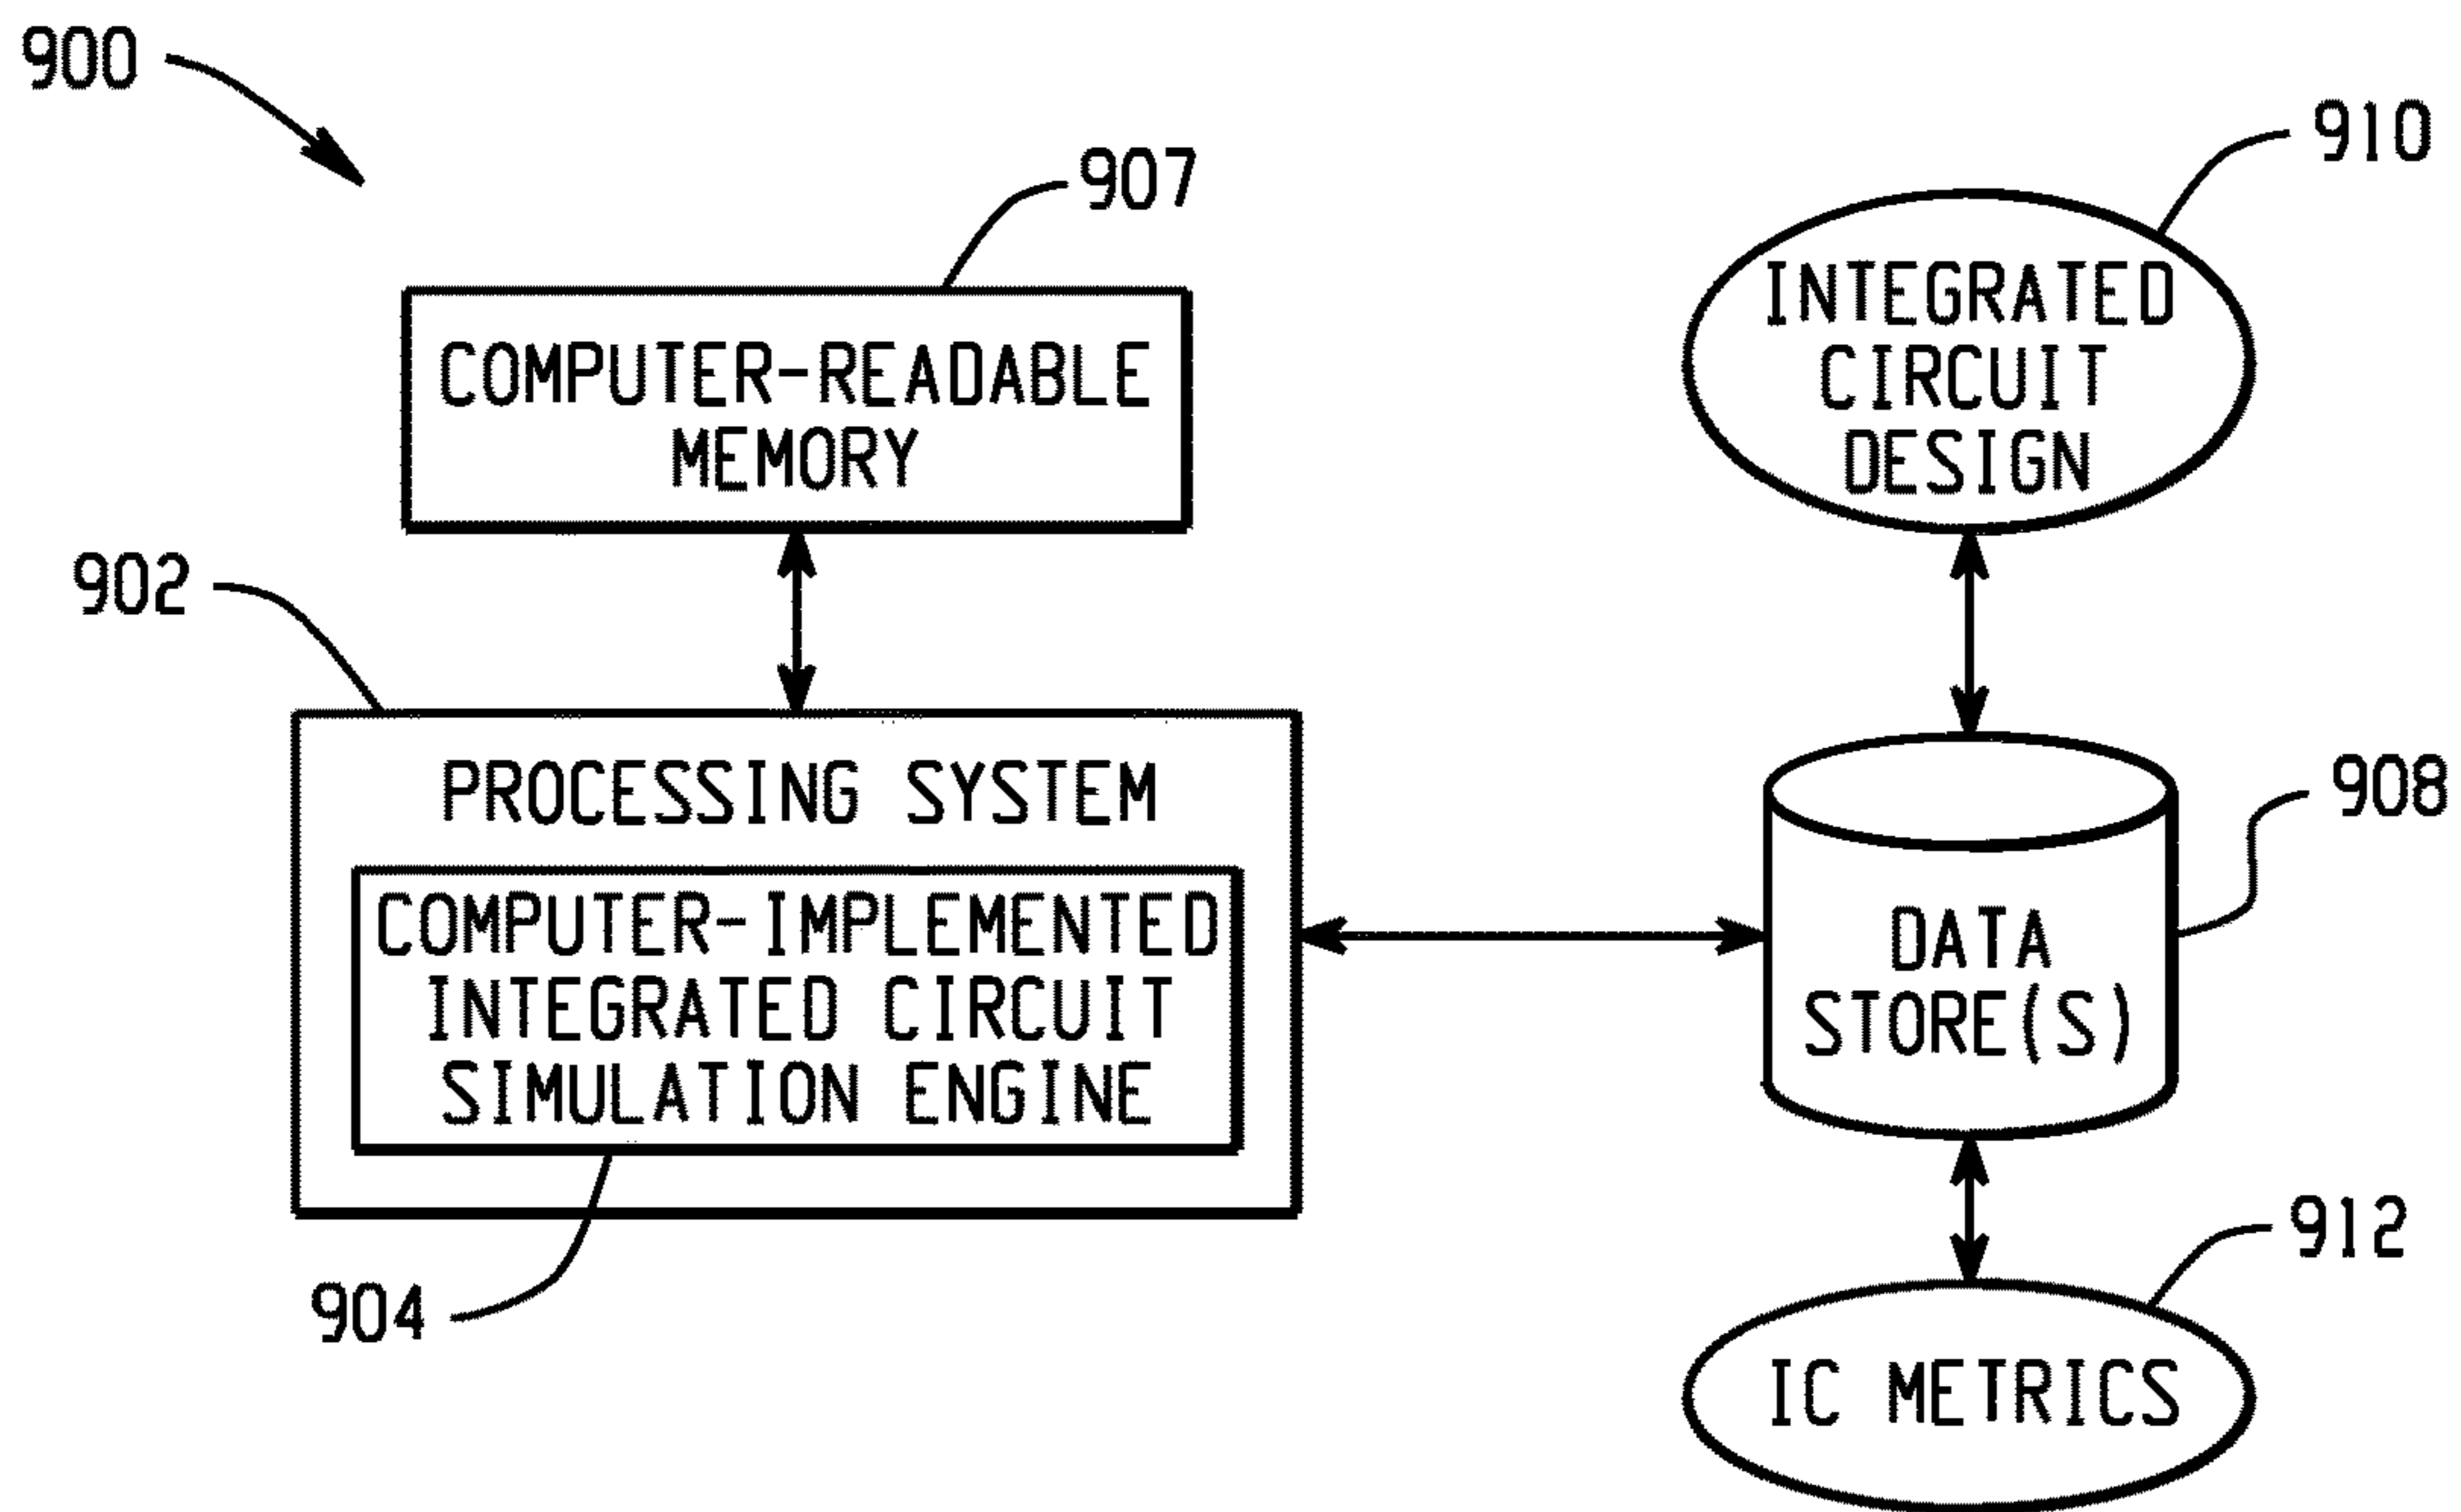 900
907
COMPUTER-READABLE
MEMORY
910
INTEGRATED
CIRCUIT
DESIGN
902
PROCESSING SYSTEM
COMPUTER-IMPLEMENTED
INTEGRATED CIRCUIT
SIMULATION ENGINE
904
908
DATA
STORE(S)
912
IC METRICS